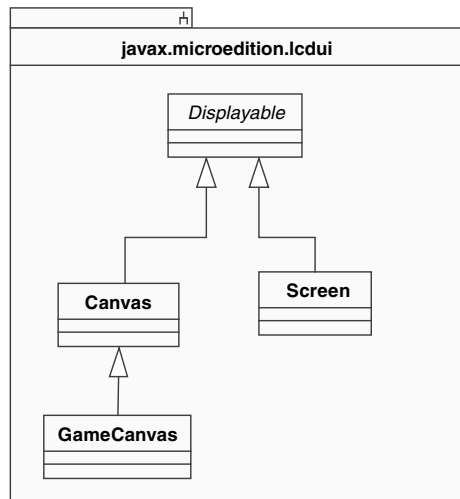 javax.microedition.lcdui
Displayable
Canvas
Screen
GameCanvas